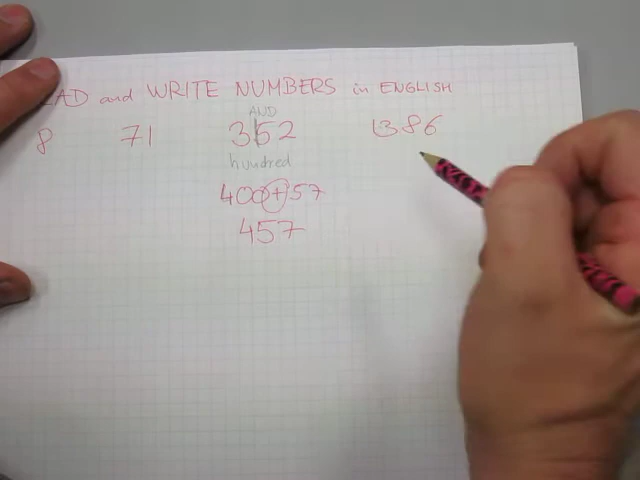 AD and WRITE NUMBERS in ENGLISH
AND
8 71 352 1386
hundred
400+57
457